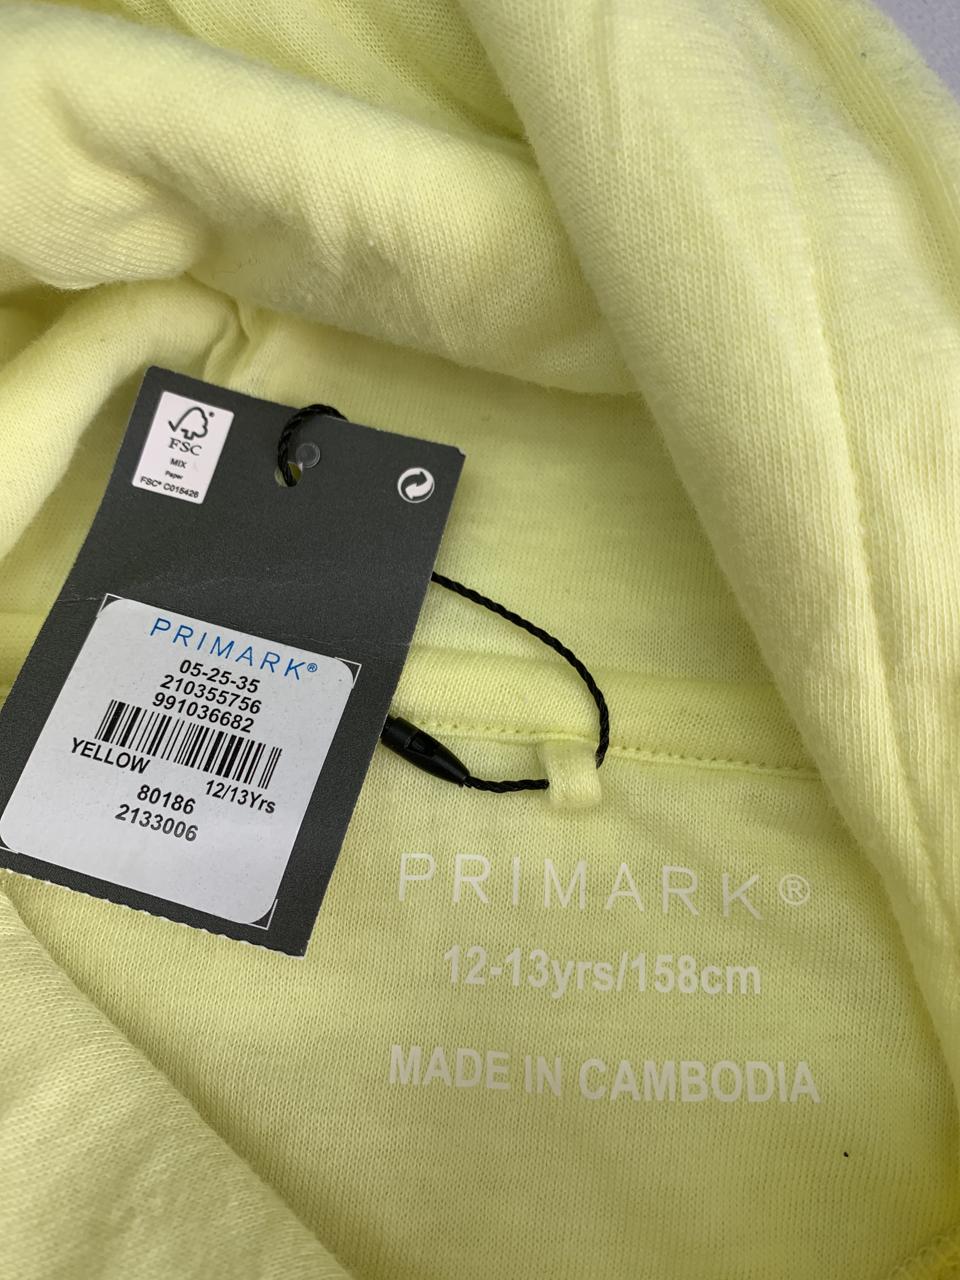 FSC
MIX
Paper
FSC® C015426
PRIMARK®
05-25-35
210355756
991036682
YELLOW
12/13Yrs
80186
2133006
PRIMARK®
12-13yrs/158cm
MADE IN CAMBODIA